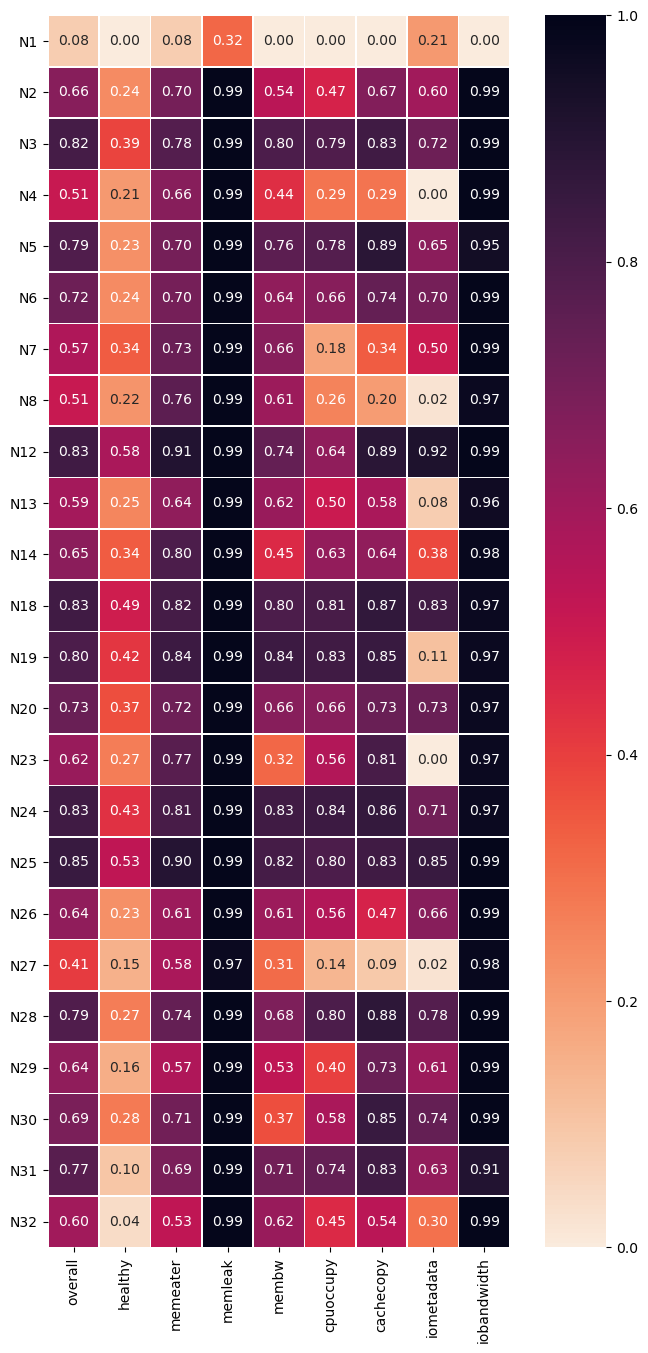 N1 0.08 0.00 0.08 0.32 0.00 0.00 0.00 0.21 0.00
N2 0.66 0.24 0.70 0.99 0.54 0.47 0.67 0.60 0.99
N3 0.82 0.39 0.78 0.99 0.80 0.79 0.83 0.72 0.99
N4 0.51 0.21 0.66 0.99 0.44 0.29 0.29 0.00 0.99
N5 0.79 0.23 0.70 0.99 0.76 0.78 0.89 0.65 0.95
N6 0.72 0.24 0.70 0.99 0.64 0.66 0.74 0.70 0.99
N7 0.57 0.34 0.73 0.99 0.66 0.18 0.34 0.50 0.99
N8 0.51 0.22 0.76 0.99 0.61 0.26 0.20 0.02 0.97
N12 0.83 0.58 0.91 0.99 0.74 0.64 0.89 0.92 0.99
N13 0.59 0.25 0.64 0.99 0.62 0.50 0.58 0.08 0.96
N14 0.65 0.34 0.80 0.99 0.45 0.63 0.64 0.38 0.98
N18 0.83 0.49 0.82 0.99 0.80 0.81 0.87 0.83 0.97
N19 0.80 0.42 0.84 0.99 0.84 0.83 0.85 0.11 0.97
N20 0.73 0.37 0.72 0.99 0.66 0.66 0.73 0.73 0.97
N23 0.62 0.27 0.77 0.99 0.32 0.56 0.81 0.00 0.97
N24 0.83 0.43 0.81 0.99 0.83 0.84 0.86 0.71 0.97
N25 0.85 0.53 0.90 0.99 0.82 0.80 0.83 0.85 0.99
N26 0.64 0.23 0.61 0.99 0.61 0.56 0.47 0.66 0.99
N27 0.41 0.15 0.58 0.97 0.31 0.14 0.09 0.02 0.98
N28 0.79 0.27 0.74 0.99 0.68 0.80 0.88 0.78 0.99
N29 0.64 0.16 0.57 0.99 0.53 0.40 0.73 0.61 0.99
N30 0.69 0.28 0.71 0.99 0.37 0.58 0.85 0.74 0.99
N31 0.77 0.10 0.69 0.99 0.71 0.74 0.83 0.63 0.91
N32 0.60 0.04 0.53 0.99 0.62 0.45 0.54 0.30 0.99
overall
healthy
memeater
memleak
membw
cpuoccupy
cachecopy
iometadata
iobandwidth
1.0
0.8
0.6
0.4
0.2
0.0